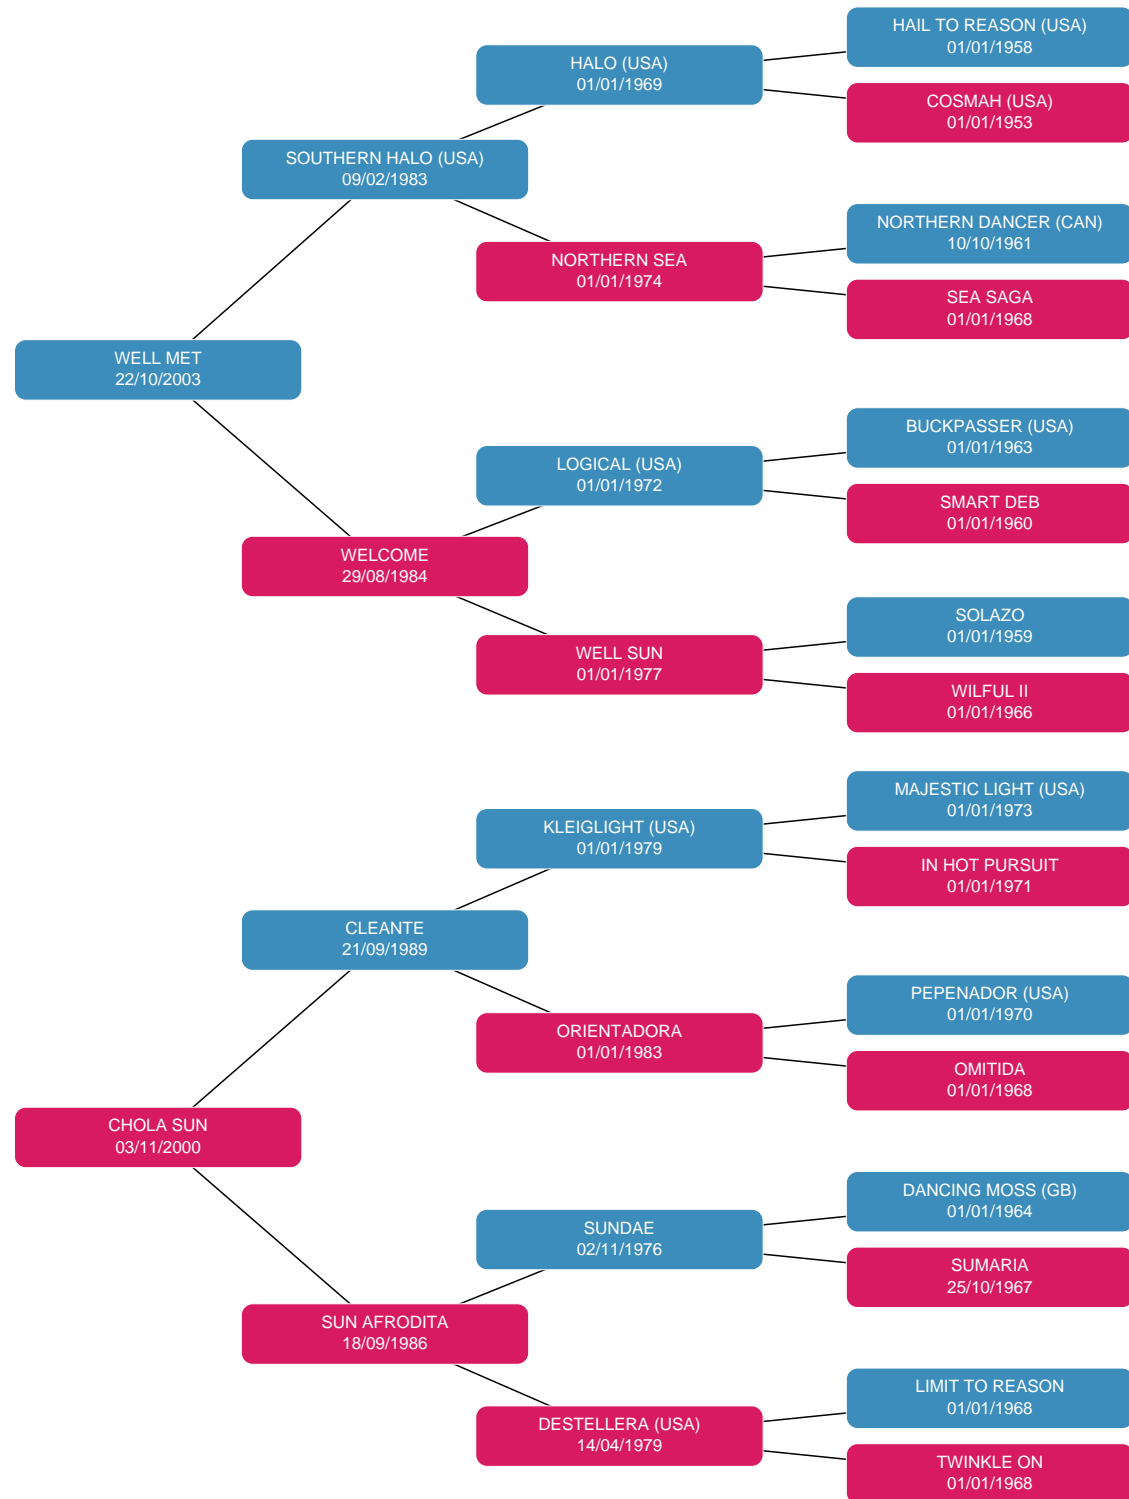 HAIL TO REASON (USA)
01/01/1958
HALO (USA)
01/01/1969
COSMAH (USA)
01/01/1953
SOUTHERN HALO (USA)
09/02/1983
NORTHERN DANCER (CAN)
10/10/1961
NORTHERN SEA
01/01/1974
SEA SAGA
01/01/1968
WELL MET
22/10/2003
BUCKPASSER (USA)
01/01/1963
LOGICAL (USA)
01/01/1972
SMART DEB
01/01/1960
WELCOME
29/08/1984
SOLAZO
01/01/1959
WELL SUN
01/01/1977
WILFUL II
01/01/1966
MAJESTIC LIGHT (USA)
01/01/1973
KLEIGLIGHT (USA)
01/01/1979
IN HOT PURSUIT
01/01/1971
CLEANTE
21/09/1989
PEPENADOR (USA)
01/01/1970
ORIENTADORA
01/01/1983
OMITIDA
01/01/1968
CHOLA SUN
03/11/2000
DANCING MOSS (GB)
01/01/1964
SUNDAE
02/11/1976
SUMARIA
25/10/1967
SUN AFRODITA
18/09/1986
LIMIT TO REASON
01/01/1968
DESTELLERA (USA)
14/04/1979
TWINKLE ON
01/01/1968